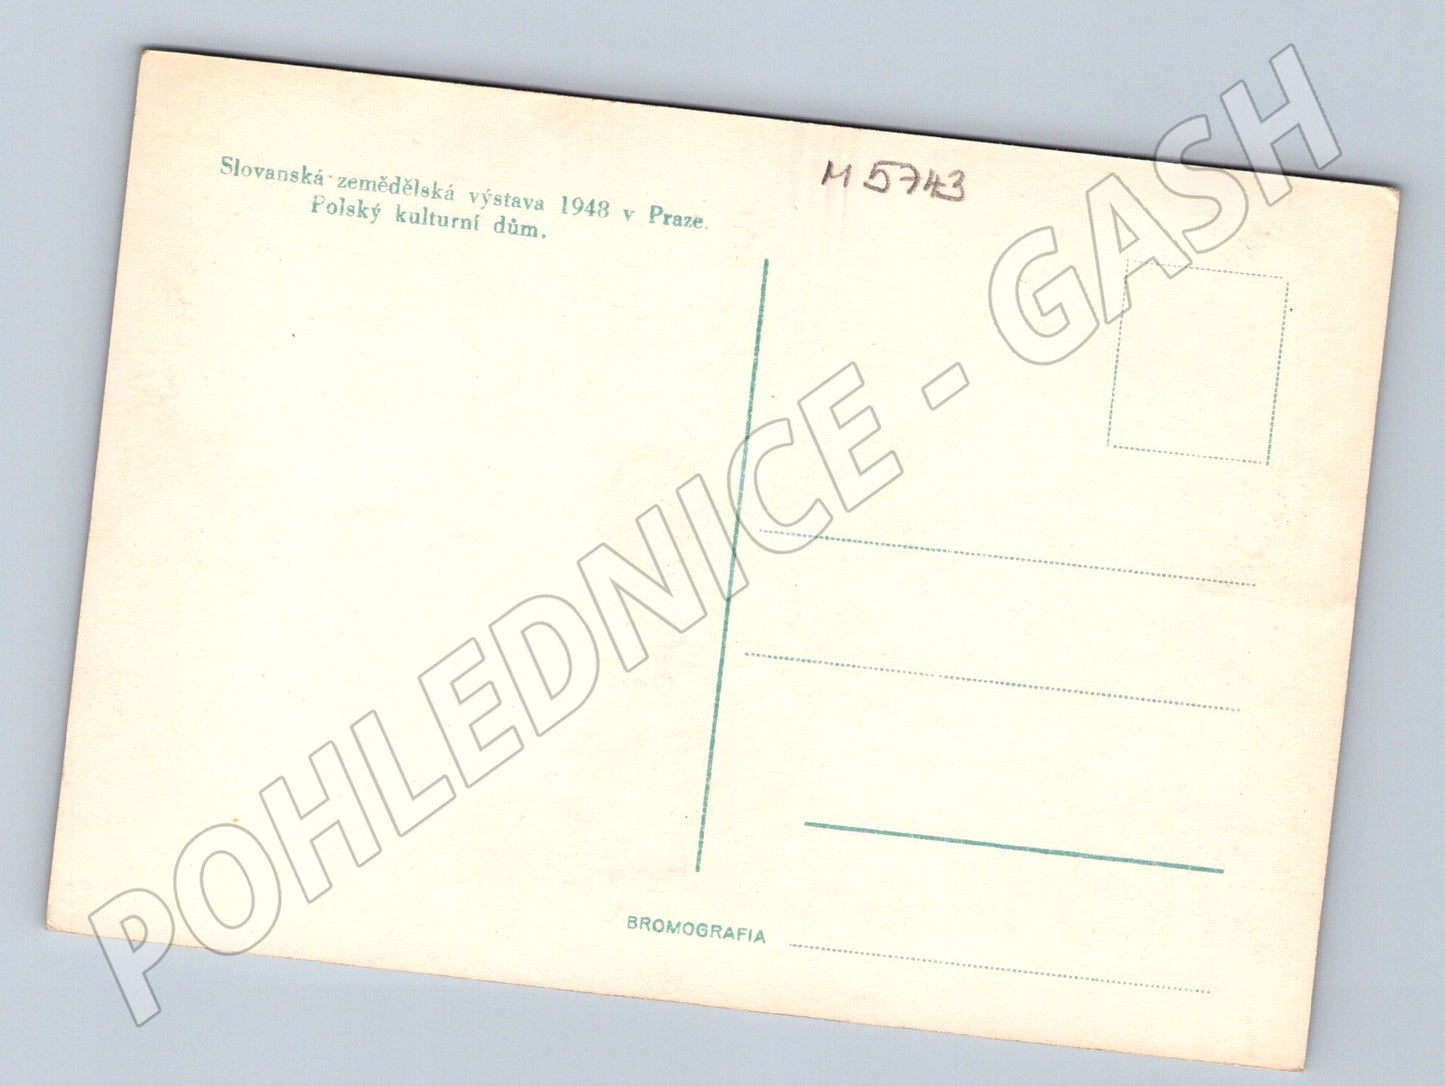 Slovanská zemědělská výstava 1948 v Praze.
Polský kulturní dům.
M 5743
BROMOGRAFIA
POHLEDNICE - GASH